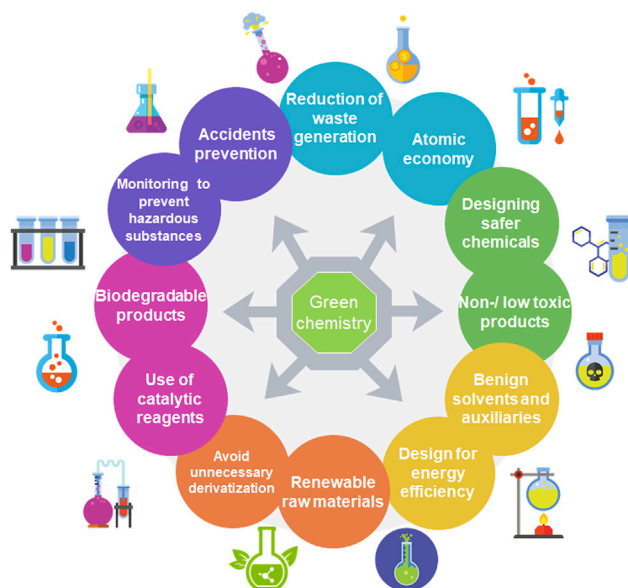 Reduction of
waste
generation
Atomic
economy
Designing
safer
chemicals
Non-/ low toxic
products
Benign
solvents and
auxiliaries
Design for
energy
efficiency
Renewable
raw materials
Avoid
unnecessary
derivatization
Use of
catalytic
reagents
Biodegradable
products
Monitoring to
prevent
hazardous
substances
Accidents
prevention
Green
chemistry